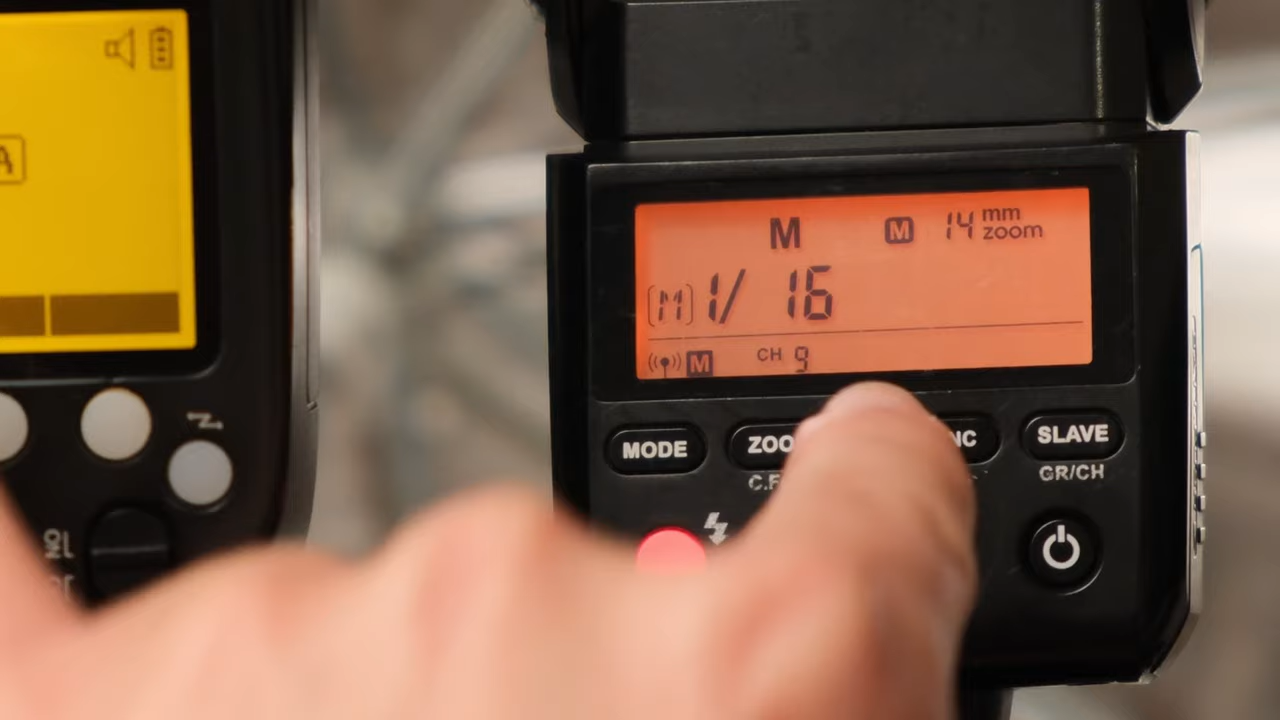 M M 14 mm zoom
[M] 1/ 16
M CH 9
MODE
SLAVE
GR/CH